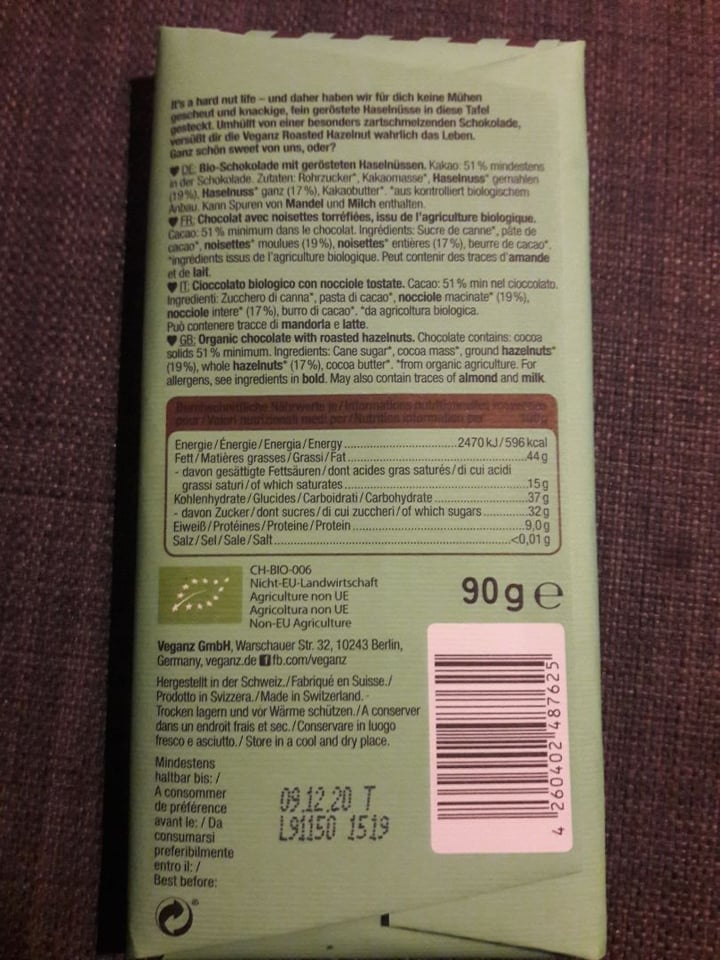 It's a hard nut life – und daher haben wir für dich keine Mühen
gescheut und knackige, fein geröstete Haselnüsse in diese Tafel
gesteckt. Umhüllt von einer besonders zartschmelzenden Schokolade,
versüßt dir die Veganz Roasted Hazelnut wahrlich das Leben.
Ganz schön sweet von uns, oder?
♥ DE: Bio-Schokolade mit gerösteten Haselnüssen. Kakao: 51 % mindestens
in der Schokolade. Zutaten: Rohrzucker*, Kakaomasse*, Haselnuss* gemahlen
(19%), Haselnuss* ganz (17%), Kakaobutter*. *aus kontrolliert biologischem
Anbau. Kann Spuren von Mandel und Milch enthalten.
♥ FR: Chocolat avec noisettes torréfiées, issu de l'agriculture biologique.
Cacao: 51 % minimum dans le chocolat. Ingrédients: Sucre de canne*, pâte de
cacao*, noisettes* moulues (19%), noisettes* entières (17%), beurre de cacao*.
*ingrédients issus de l'agriculture biologique. Peut contenir des traces d'amande
et de lait.
♥ IT: Cioccolato biologico con nocciole tostate. Cacao: 51 % min nel cioccolato.
Ingredienti: Zucchero di canna*, pasta di cacao*, nocciole macinate* (19%),
nocciole intere* (17%), burro di cacao*. *da agricoltura biologica.
Può contenere tracce di mandorla e latte.
♥ GB: Organic chocolate with roasted hazelnuts. Chocolate contains: cocoa
solids 51 % minimum. Ingredients: Cane sugar*, cocoa mass*, ground hazelnuts*
(19%), whole hazelnuts* (17%), cocoa butter*. *from organic agriculture. For
allergens, see ingredients in bold. May also contain traces of almond and milk.
Durchschnittliche Nährwerte je/Informations nutritionnelles
pour/Valori nutrizionali medi per/Nutrition information per 100g
Energie/Énergie/Energia/Energy 2470 kJ/596 kcal
Fett/Matières grasses/Grassi/Fat 44 g
- davon gesättigte Fettsäuren/dont acides gras saturés/di cui acidi
grassi saturi/of which saturates 15 g
Kohlenhydrate/Glucides/Carboidrati/Carbohydrate 37 g
- davon Zucker/dont sucres/di cui zuccheri/of which sugars 32 g
Eiweiß/Protéines/Proteine/Protein 9,0 g
Salz/Sel/Sale/Salt <0,01 g
CH-BIO-006
Nicht-EU-Landwirtschaft
Agriculture non UE
Agricoltura non UE
Non-EU Agriculture
90 g e
Veganz GmbH, Warschauer Str. 32, 10243 Berlin,
Germany, veganz.de f fb.com/veganz
Hergestellt in der Schweiz./Fabriqué en Suisse./
Prodotto in Svizzera./Made in Switzerland.
Trocken lagern und vor Wärme schützen./A conserver
dans un endroit frais et sec./Conservare in luogo
fresco e asciutto./Store in a cool and dry place.
Mindestens
haltbar bis: /
A consommer
de préférence
avant le: / Da
consumarsi
preferibilmente
entro il: /
Best before:
09.12.20 T
L91150 1519
4 260402 487625